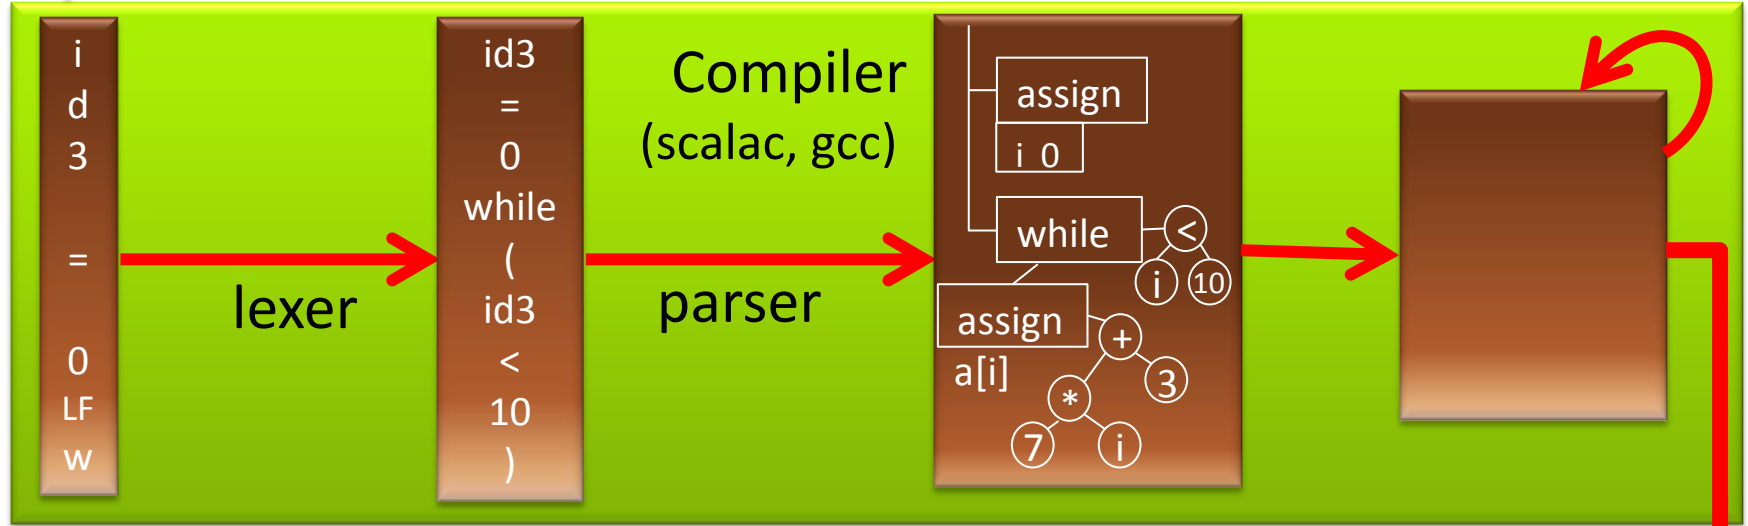 i
d
3
=
0
LF
w
lexer
id3
=
0
while
(
id3
<
10
)
Compiler
(scalac, gcc)
parser
assign
i 0
while
<
i
10
assign
a[i]
+
3
*
7
i